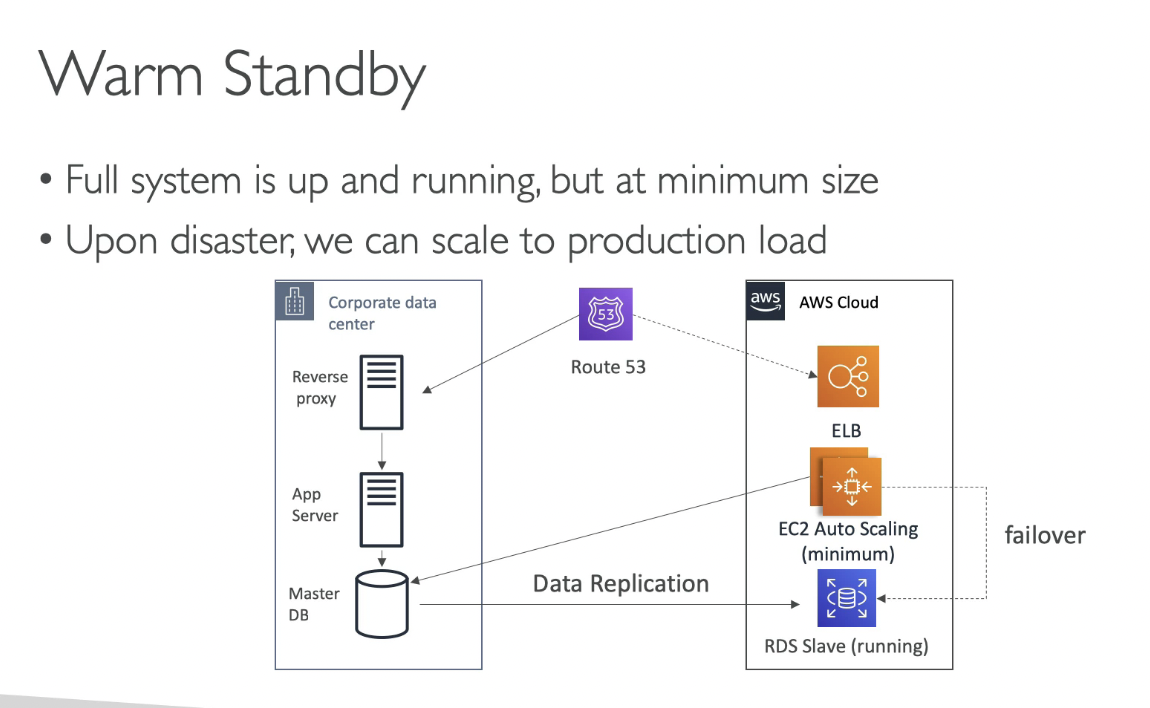 Warm Standby
• Full system is up and running, but at minimum size
• Upon disaster, we can scale to production load
Corporate data
center
53
Route 53
aws
AWS Cloud
Reverse
proxy
ELB
App
Server
EC2 Auto Scaling
(minimum)
failover
Master
DB
Data Replication
RDS Slave (running)